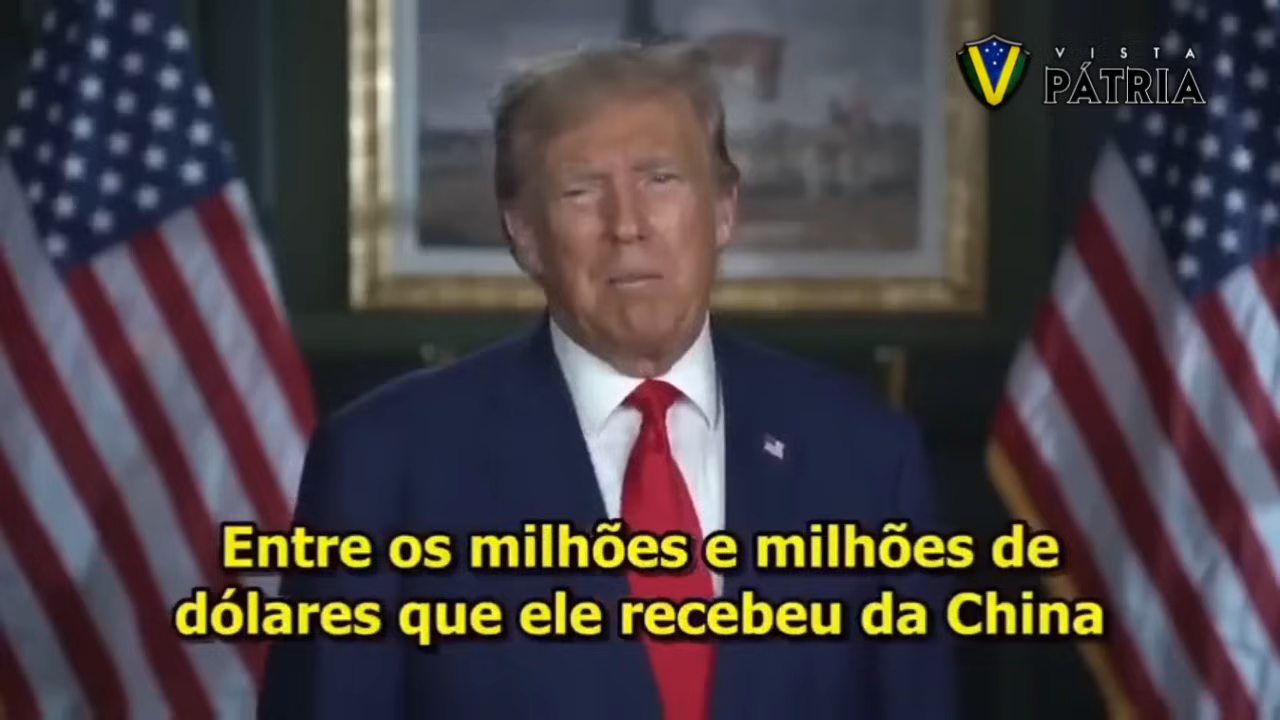 VISTA
PÁTRIA
Entre os milhões e milhões de
dólares que ele recebeu da China